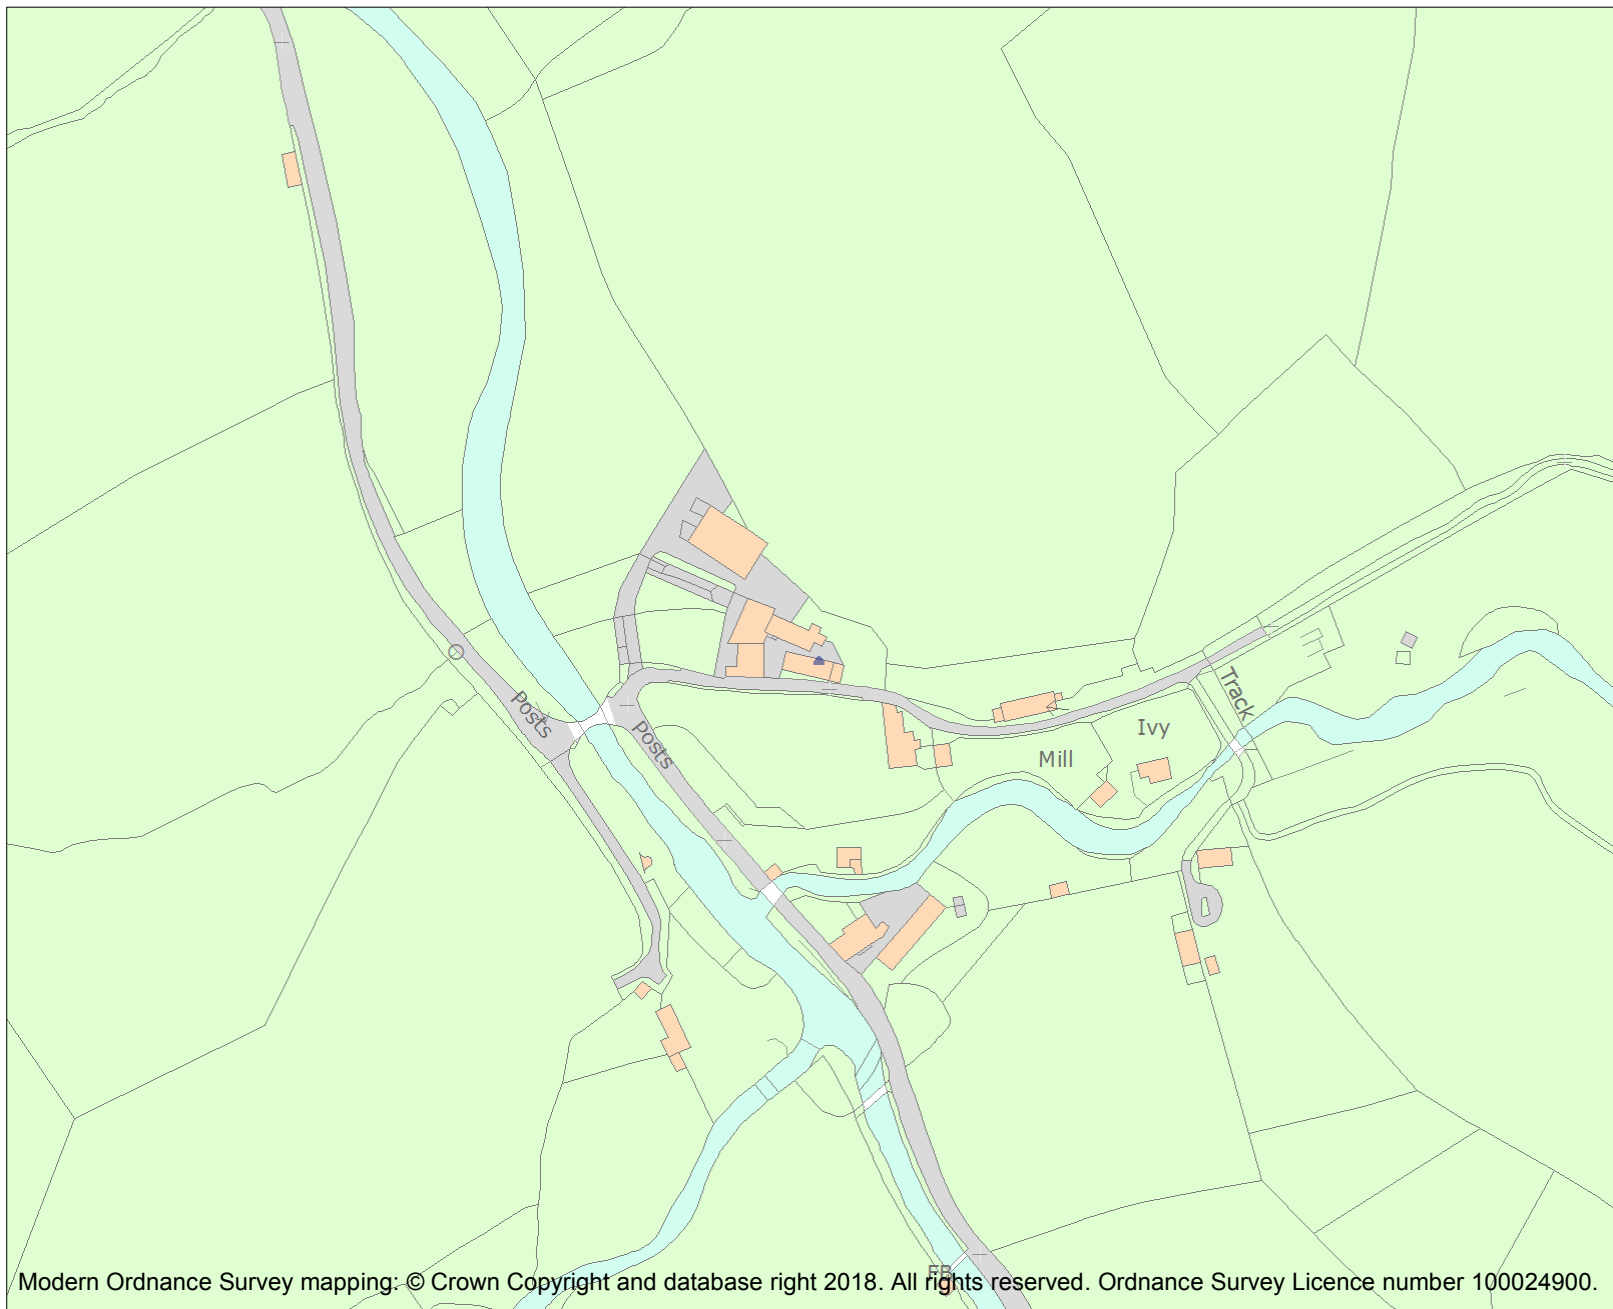 Posts
Posts
Track
Ivy
Mill
FB
Modern Ordnance Survey mapping: © Crown Copyright and database right 2018. All rights reserved. Ordnance Survey Licence number 100024900.